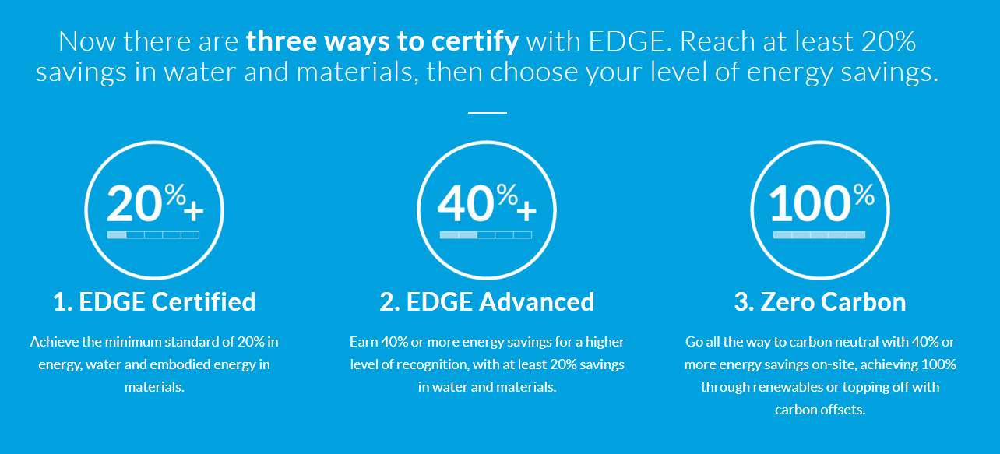 Now there are three ways to certify with EDGE. Reach at least 20%
savings in water and materials, then choose your level of energy savings.
20%+
1. EDGE Certified
Achieve the minimum standard of 20% in
energy, water and embodied energy in
materials.
40%+
2. EDGE Advanced
Earn 40% or more energy savings for a higher
level of recognition, with at least 20% savings
in water and materials.
100%
3. Zero Carbon
Go all the way to carbon neutral with 40% or
more energy savings on-site, achieving 100%
through renewables or topping off with
carbon offsets.